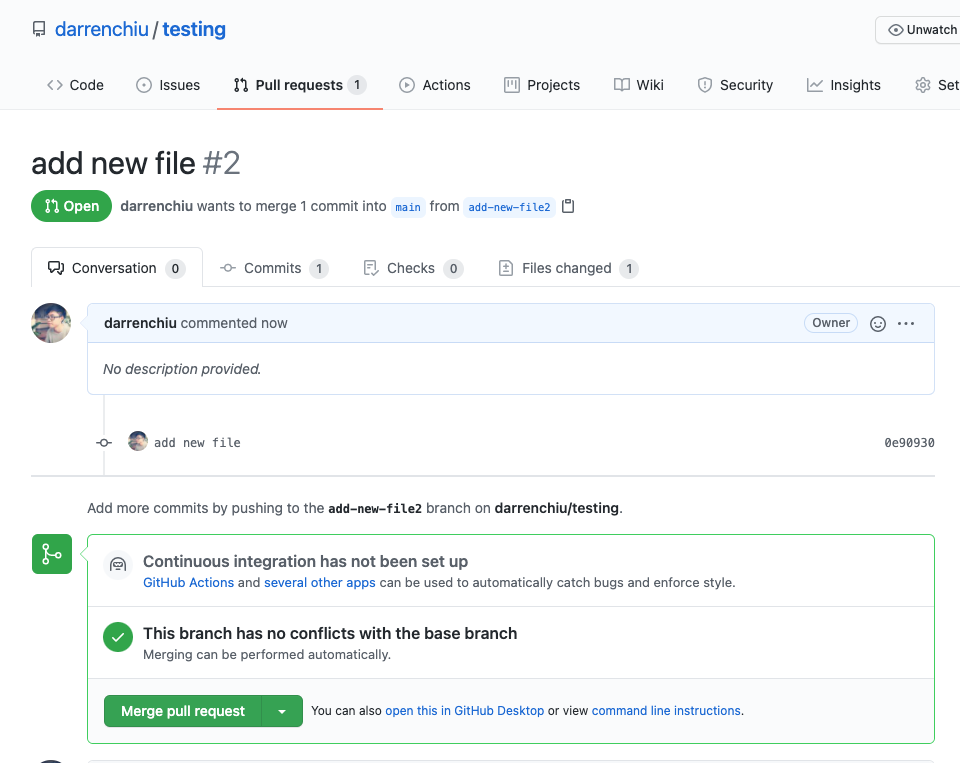 darrenchiu / testing
Unwatch
Code Issues Pull requests 1 Actions Projects Wiki Security Insights Set
add new file #2
Open darrenchiu wants to merge 1 commit into main from add-new-file2
Conversation 0 Commits 1 Checks 0 Files changed 1
darrenchiu commented now Owner
No description provided.
add new file 0e90930
Add more commits by pushing to the add-new-file2 branch on darrenchiu/testing.
Continuous integration has not been set up
GitHub Actions and several other apps can be used to automatically catch bugs and enforce style.
This branch has no conflicts with the base branch
Merging can be performed automatically.
Merge pull request You can also open this in GitHub Desktop or view command line instructions.